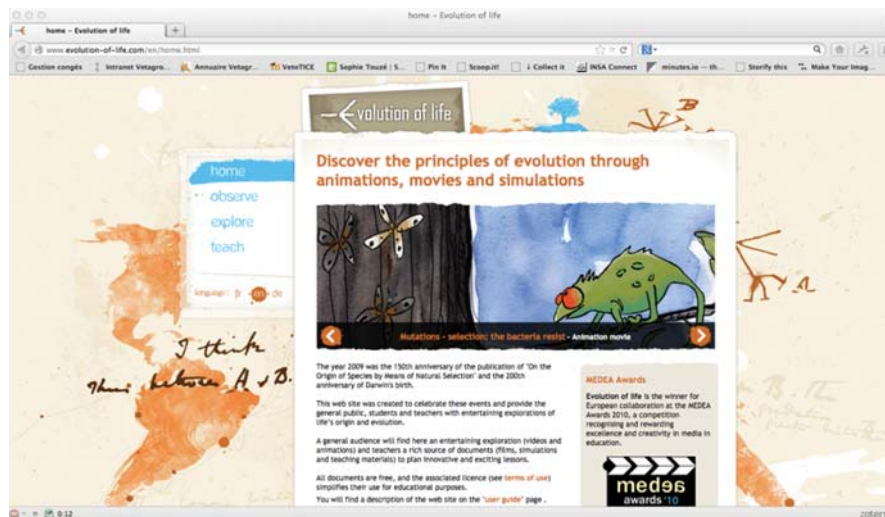 home – Evolution of life
home – Evolution of life
www.evolution-of-life.com/en/home.html
Gestion congés Intranet Vetagro... Annuaire Vetagr... VetoTICE Sophie Touzé | S... Pin It Scoop.it! Collect it INSA Connect minutes.io — th... Storify this Make Your Imag...
Evolution of life
home
observe
explore
teach
language: fr en de
Discover the principles of evolution through
animations, movies and simulations
Mutations - selection: the bacteria resist - Animation movie
The year 2009 was the 150th anniversary of the publication of 'On the
Origin of Species by Means of Natural Selection' and the 200th
anniversary of Darwin's birth.
This web site was created to celebrate these events and provide the
general public, students and teachers with entertaining explorations of
life's origin and evolution.
A general audience will find here an entertaining exploration (videos and
animations) and teachers a rich source of documents (films, simulations
and teaching materials) to plan innovative and exciting lessons.
All documents are free, and the associated licence (see terms of use)
simplifies their use for educational purposes.
You will find a description of the web site on the "user guide" page .
MEDEA Awards
Evolution of life is the winner for
European collaboration at the MEDEA
Awards 2010, a competition
recognising and rewarding
excellence and creativity in media in
education.
medea
awards '10
I think
between A & B.
B
A
0:12
zotero